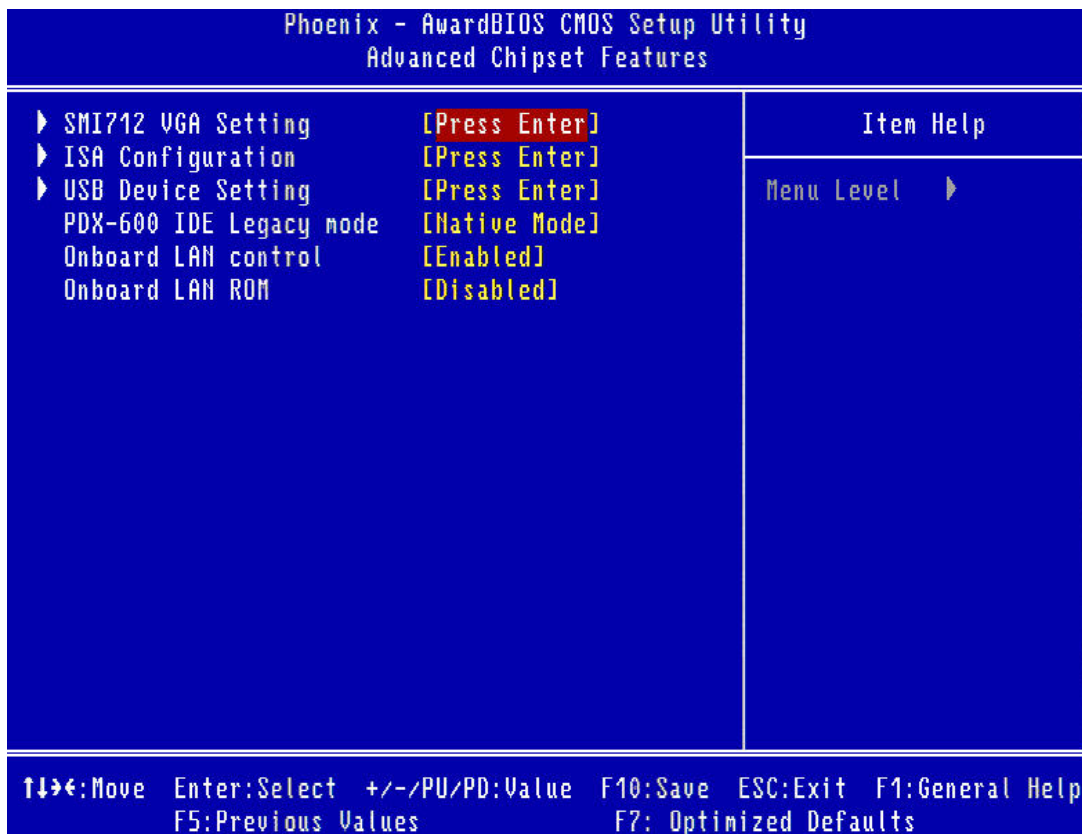 Phoenix - AwardBIOS CMOS Setup Utility
Advanced Chipset Features
SMI712 VGA Setting [Press Enter]
ISA Configuration [Press Enter]
USB Device Setting [Press Enter]
PDX-600 IDE Legacy mode [Native Mode]
Onboard LAN control [Enabled]
Onboard LAN ROM [Disabled]
Item Help
Menu Level
↑↓→←:Move Enter:Select +/-/PU/PD:Value F10:Save ESC:Exit F1:General Help
F5:Previous Values F7: Optimized Defaults